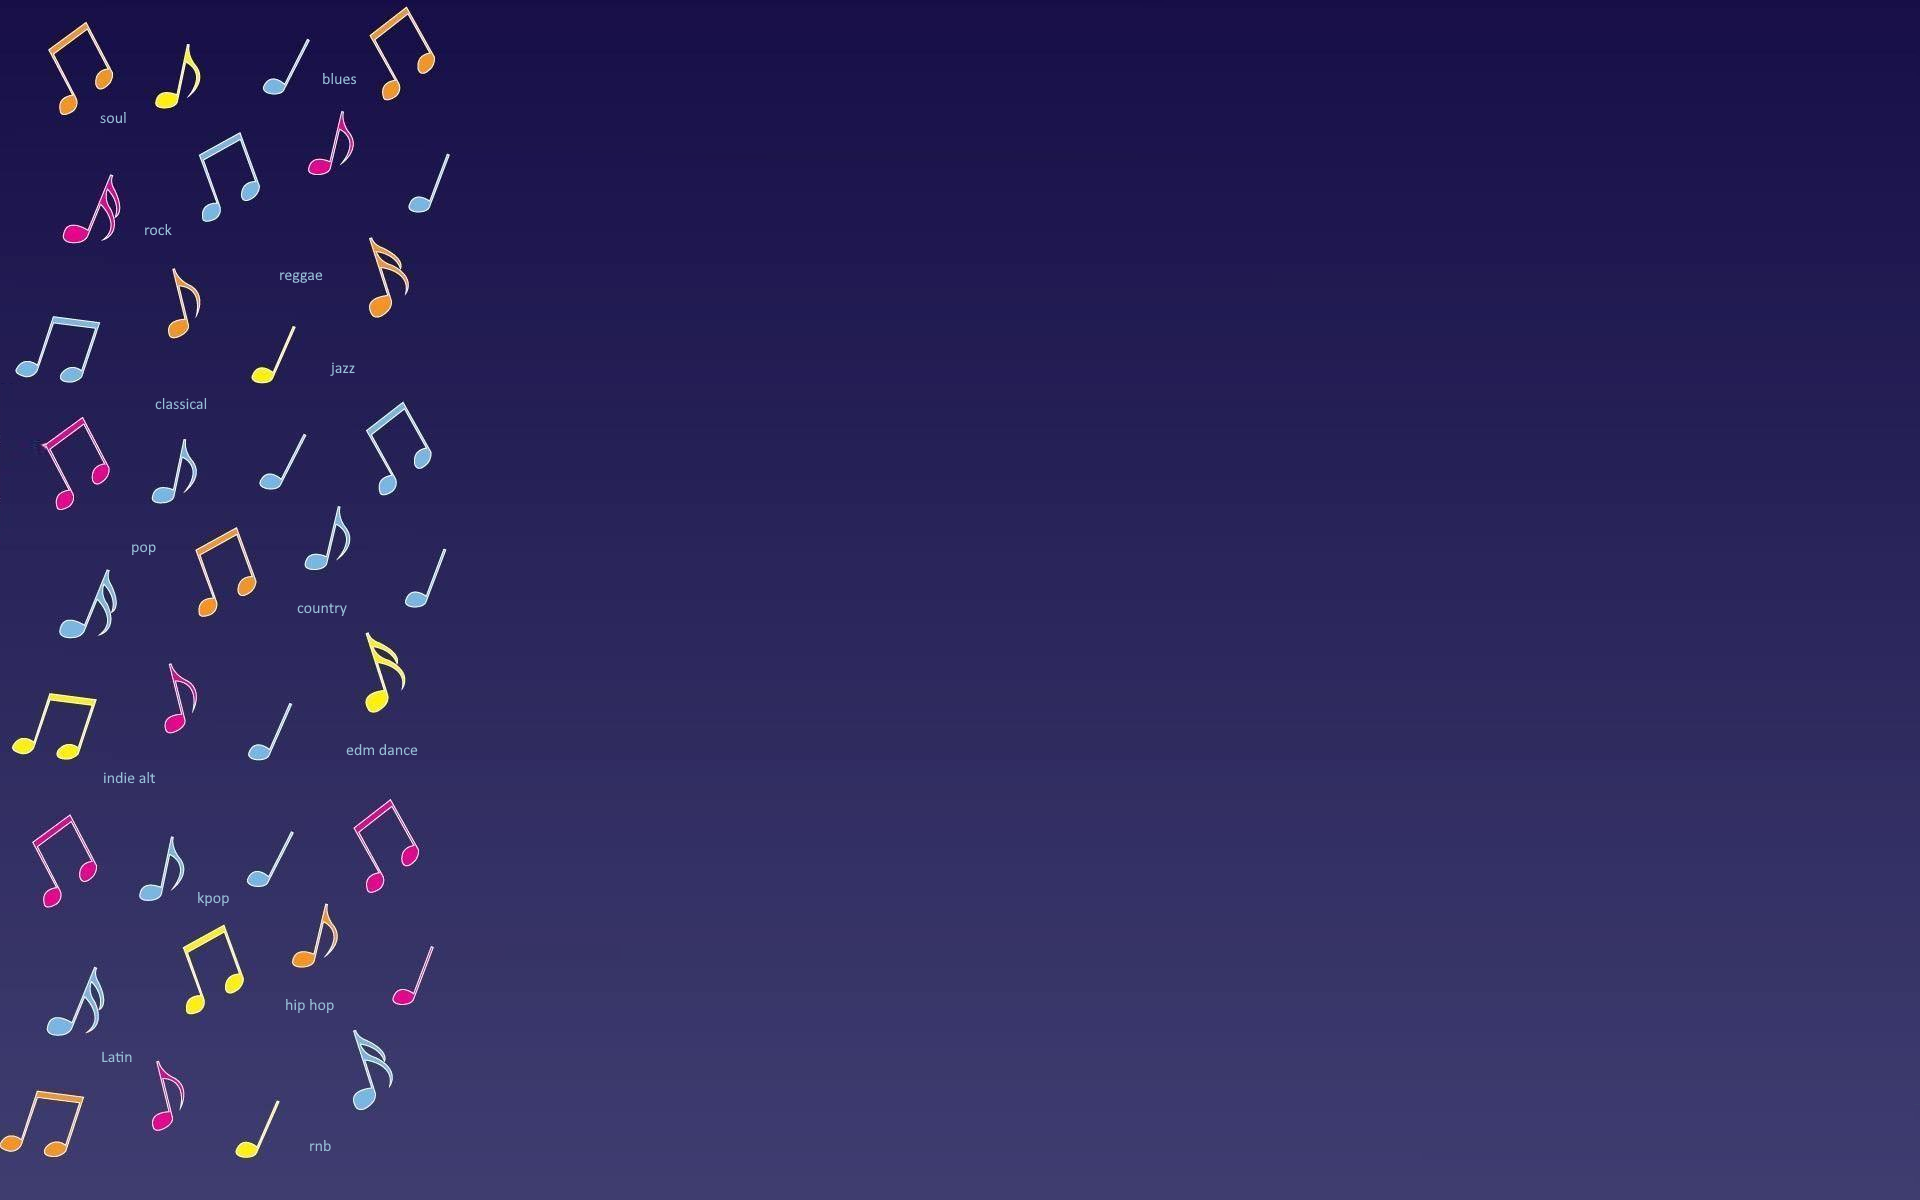 blues
soul
rock
reggae
jazz
classical
pop
country
edm dance
indie alt
kpop
hip hop
Latin
rnb